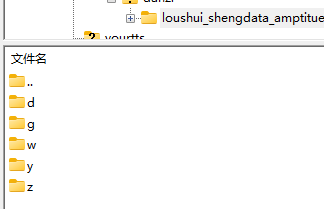 loushui_shengdata_amptitue
yourtts
文件名
..
d
g
w
y
z